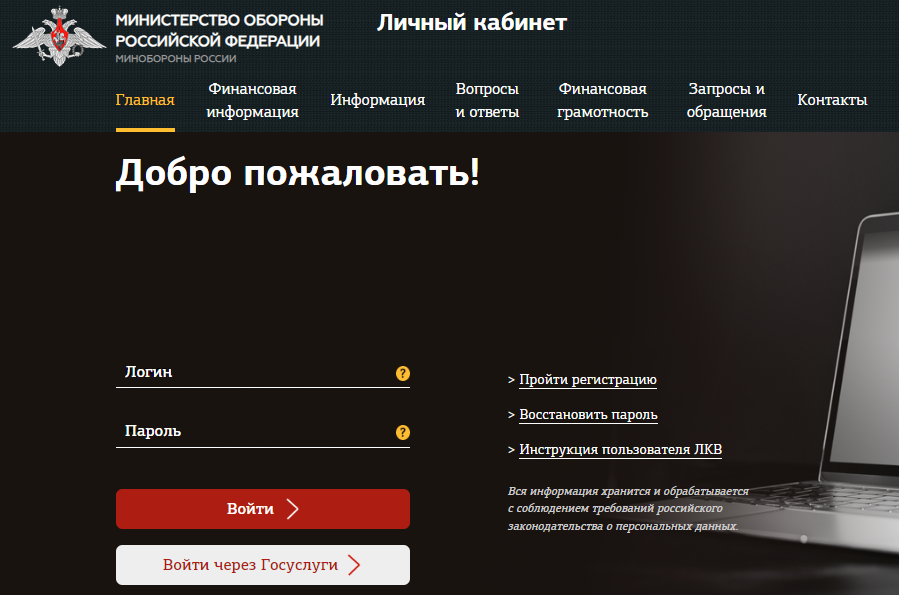 МИНИСТЕРСТВО ОБОРОНЫ
РОССИЙСКОЙ ФЕДЕРАЦИИ
МИНОБОРОНЫ РОССИИ
Личный кабинет
Главная
Финансовая
информация
Информация
Вопросы
и ответы
Финансовая
грамотность
Запросы и
обращения
Контакты
Добро пожаловать!
Логин ?
Пароль ?
Войти
Войти через Госуслуги
> Пройти регистрацию
> Восстановить пароль
> Инструкция пользователя ЛКВ
Вся информация хранится и обрабатывается
с соблюдением требований российского
законодательства о персональных данных.